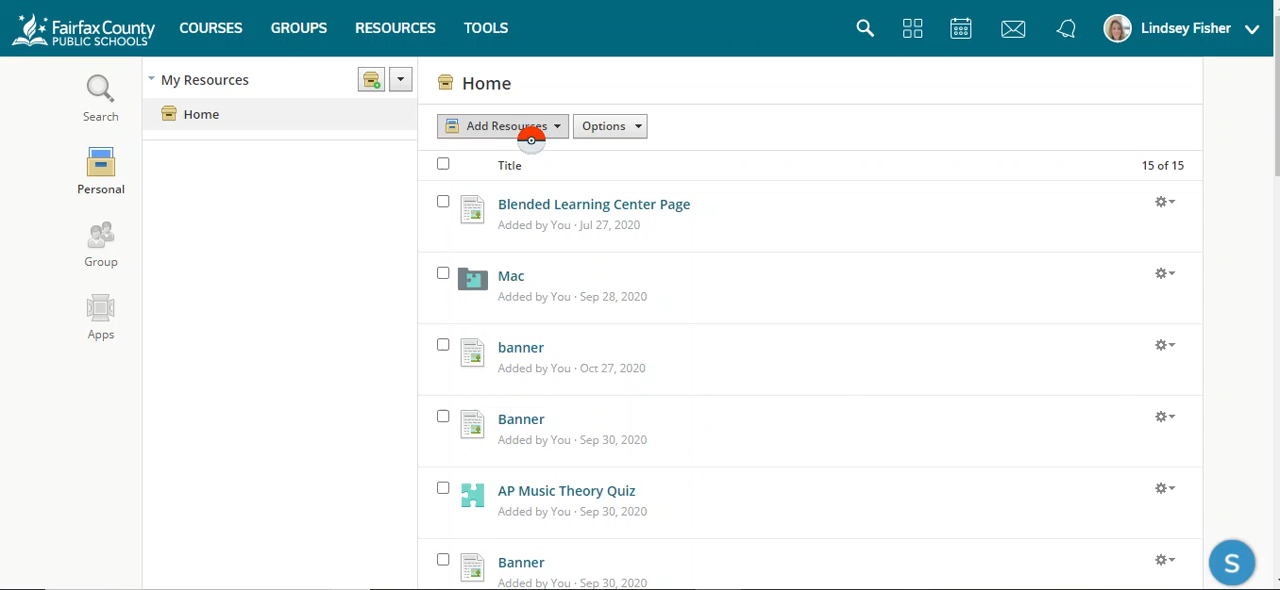 Fairfax County
PUBLIC SCHOOLS
COURSES GROUPS RESOURCES TOOLS Lindsey Fisher
Search
Personal
Group
Apps
My Resources
Home
Home
Add Resources Options
Title 15 of 15
Blended Learning Center Page
Added by You · Jul 27, 2020
Mac
Added by You · Sep 28, 2020
banner
Added by You · Oct 27, 2020
Banner
Added by You · Sep 30, 2020
AP Music Theory Quiz
Added by You · Sep 30, 2020
Banner
Added by You · Sep 30, 2020
S